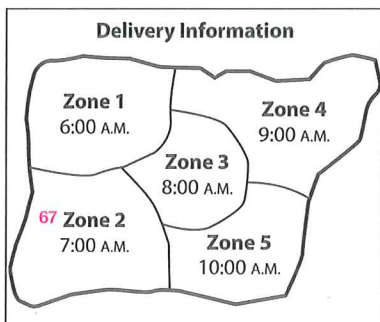 Delivery Information
Zone 1
6:00 A.M.
Zone 4
9:00 A.M.
Zone 3
8:00 A.M.
67 Zone 2
7:00 A.M.
Zone 5
10:00 A.M.